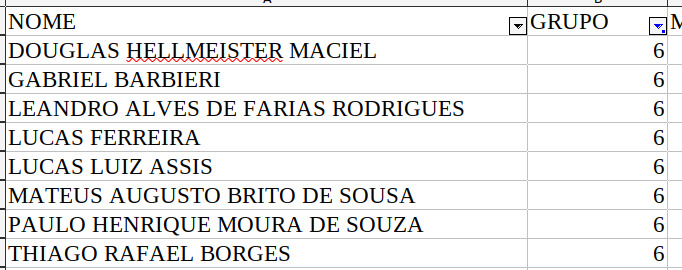 NOME GRUPO M
DOUGLAS HELLMEISTER MACIEL 6
GABRIEL BARBIERI 6
LEANDRO ALVES DE FARIAS RODRIGUES 6
LUCAS FERREIRA 6
LUCAS LUIZ ASSIS 6
MATEUS AUGUSTO BRITO DE SOUSA 6
PAULO HENRIQUE MOURA DE SOUZA 6
THIAGO RAFAEL BORGES 6